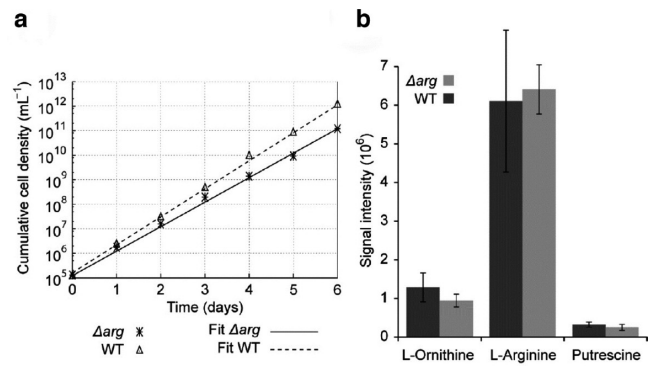 a
Cumulative cell density (mL⁻¹)
10¹³
10¹²
10¹¹
10¹⁰
10⁹
10⁸
10⁷
10⁶
10⁵
0 1 2 3 4 5 6
Time (days)
Δarg Fit Δarg
WT Fit WT
b
Δarg
WT
Signal intensity (10⁶)
7
6
5
4
3
2
1
0
L-Ornithine L-Arginine Putrescine